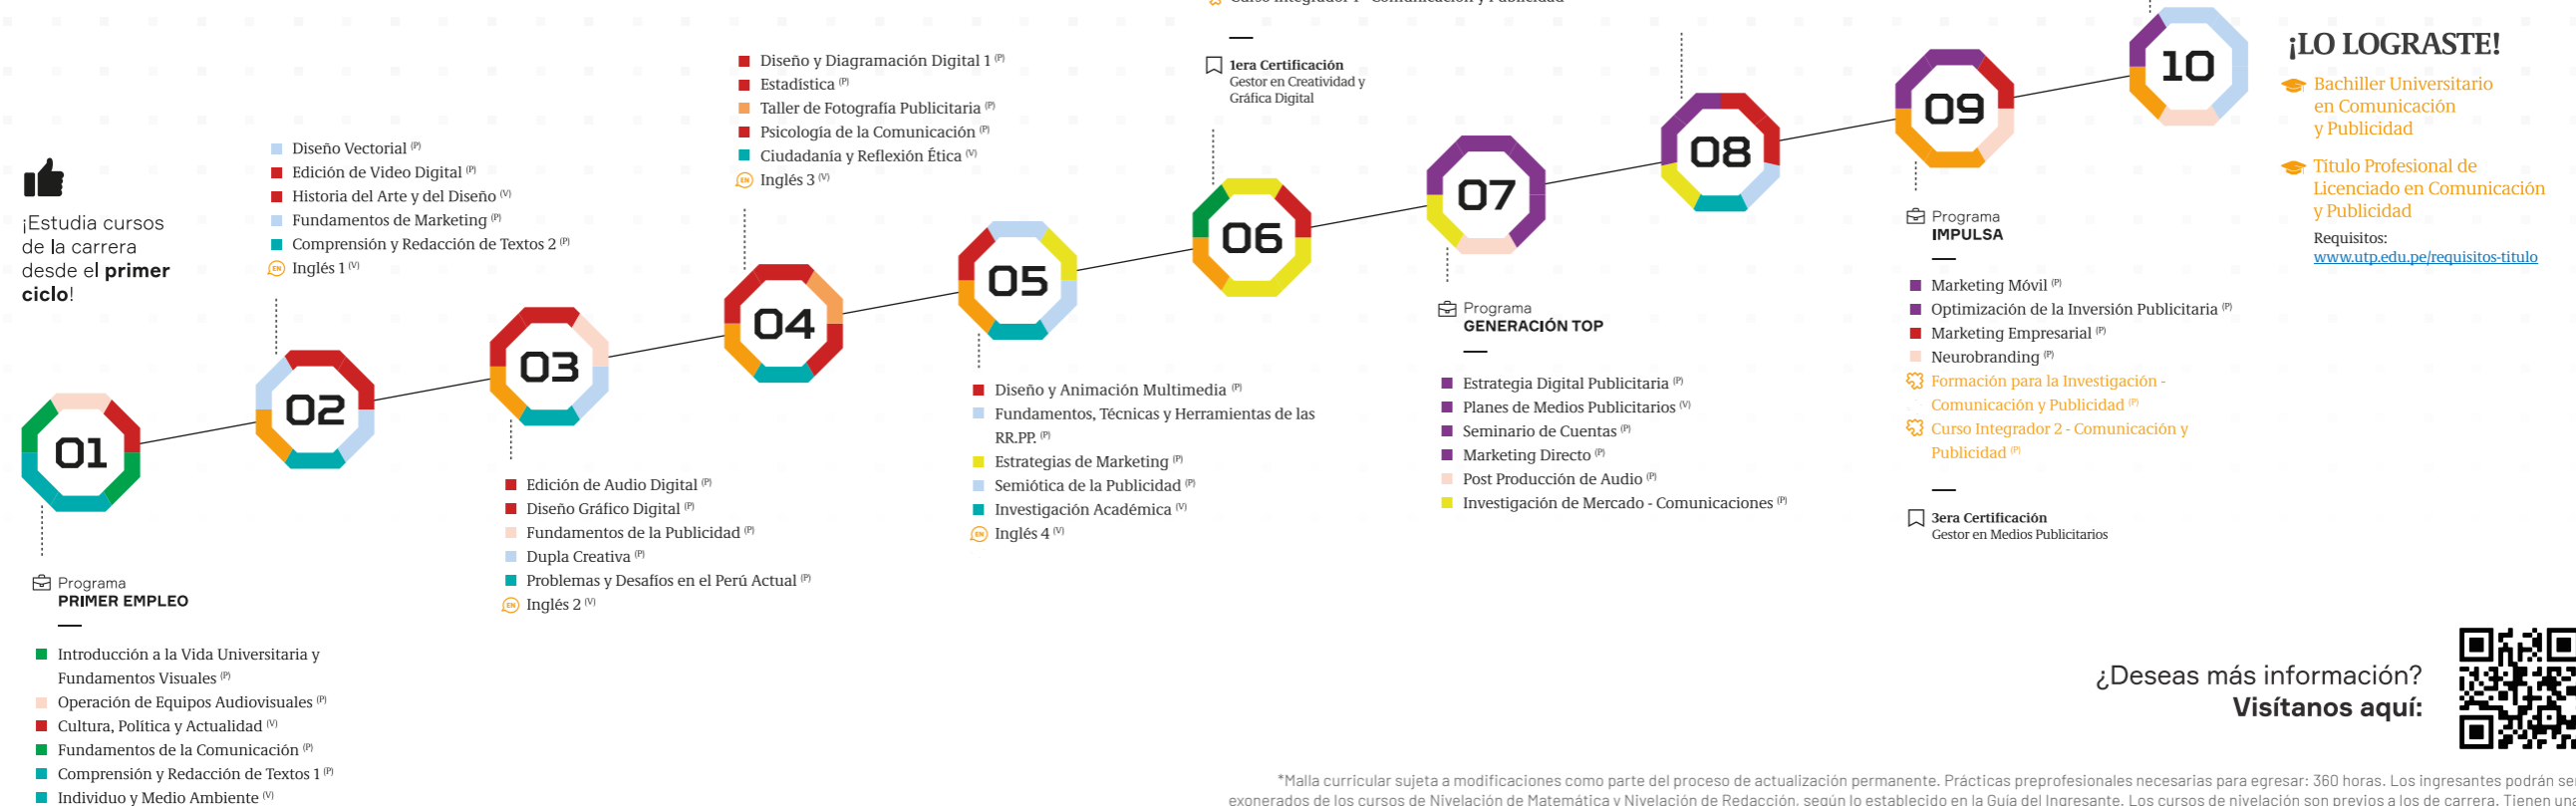 ¡Estudia cursos
de la carrera
desde el primer
ciclo!
01
Programa
PRIMER EMPLEO
Introducción a la Vida Universitaria y
Fundamentos Visuales (P)
Operación de Equipos Audiovisuales (P)
Cultura, Política y Actualidad (V)
Fundamentos de la Comunicación (P)
Comprensión y Redacción de Textos 1 (P)
Individuo y Medio Ambiente (V)
Diseño Vectorial (P)
Edición de Video Digital (P)
Historia del Arte y del Diseño (V)
Fundamentos de Marketing (P)
Comprensión y Redacción de Textos 2 (P)
EN Inglés 1 (V)
02
03
Edición de Audio Digital (P)
Diseño Gráfico Digital (P)
Fundamentos de la Publicidad (P)
Dupla Creativa (P)
Problemas y Desafíos en el Perú Actual (P)
EN Inglés 2 (V)
Diseño y Diagramación Digital 1 (P)
Estadística (P)
Taller de Fotografía Publicitaria (P)
Psicología de la Comunicación (P)
Ciudadanía y Reflexión Ética (V)
EN Inglés 3 (V)
04
05
Diseño y Animación Multimedia (P)
Fundamentos, Técnicas y Herramientas de las
RR.PP. (P)
Estrategias de Marketing (P)
Semiótica de la Publicidad (P)
Investigación Académica (V)
EN Inglés 4 (V)
Curso Integrador 1 - Comunicación y Publicidad
1era Certificación
Gestor en Creatividad y
Gráfica Digital
06
07
Programa
GENERACIÓN TOP
Estrategia Digital Publicitaria (P)
Planes de Medios Publicitarios (V)
Seminario de Cuentas (P)
Marketing Directo (P)
Post Producción de Audio (P)
Investigación de Mercado - Comunicaciones (P)
08
09
Programa
IMPULSA
Marketing Móvil (P)
Optimización de la Inversión Publicitaria (P)
Marketing Empresarial (P)
Neurobranding (P)
Formación para la Investigación -
Comunicación y Publicidad (P)
Curso Integrador 2 - Comunicación y
Publicidad (P)
3era Certificación
Gestor en Medios Publicitarios
10
¡LO LOGRASTE!
Bachiller Universitario
en Comunicación
y Publicidad
Título Profesional de
Licenciado en Comunicación
y Publicidad
Requisitos:
www.utp.edu.pe/requisitos-titulo
¿Deseas más información?
Visítanos aquí:
*Malla curricular sujeta a modificaciones como parte del proceso de actualización permanente. Prácticas preprofesionales necesarias para egresar: 360 horas. Los ingresantes podrán ser
exonerados de los cursos de Nivelación de Matemática y Nivelación de Redacción, según lo establecido en la Guía del Ingresante. Los cursos de nivelación son previos a los de carrera. Tienen un